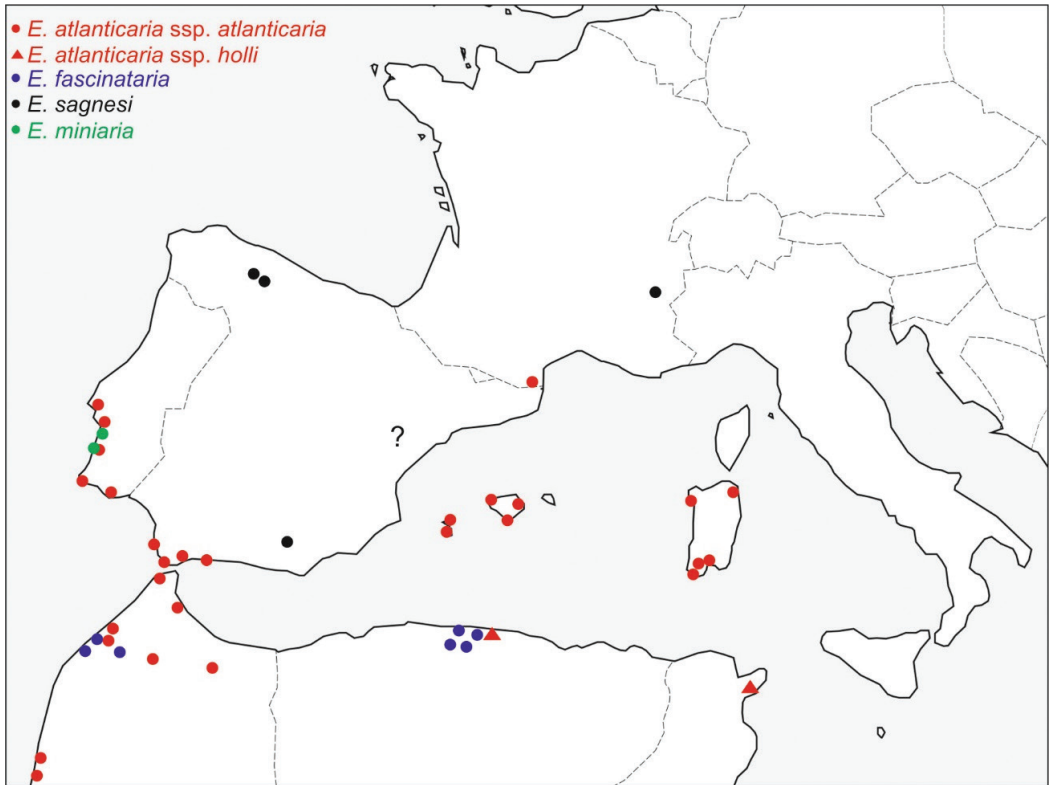 E. atlanticaria ssp. atlanticaria
E. atlanticaria ssp. holli
E. fascinataria
E. sagnesi
E. miniaria
?